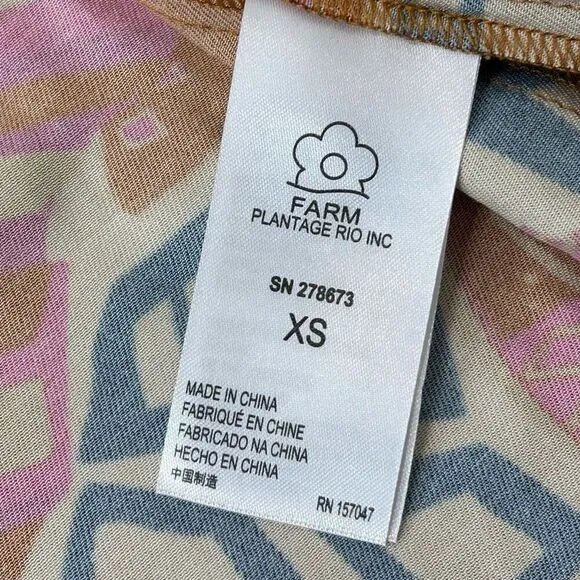 FARM
PLANTAGE RIO INC
SN 278673
XS
MADE IN CHINA
FABRIQUÉ EN CHINE
FABRICADO NA CHINA
HECHO EN CHINA
中国制造
RN 157047